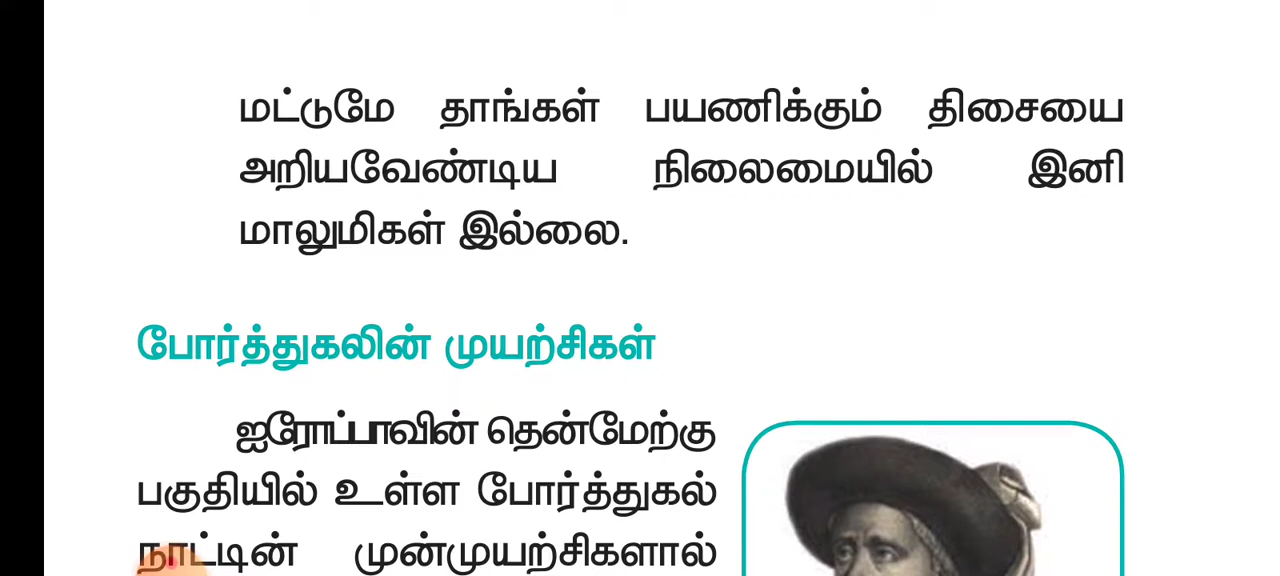 மட்டுமே தாங்கள் பயணிக்கும் திசையை
அறியவேண்டிய நிலைமையில் இனி
மாலுமிகள் இல்லை.
போர்த்துகலின் முயற்சிகள்
ஐரோப்பாவின் தென்மேற்கு
பகுதியில் உள்ள போர்த்துகல்
நாட்டின் முன்முயற்சிகளால்